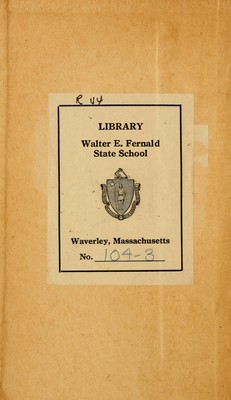 R V4
LIBRARY
Walter E. Fernald
State School
Waverley, Massachusetts
No. 104-3